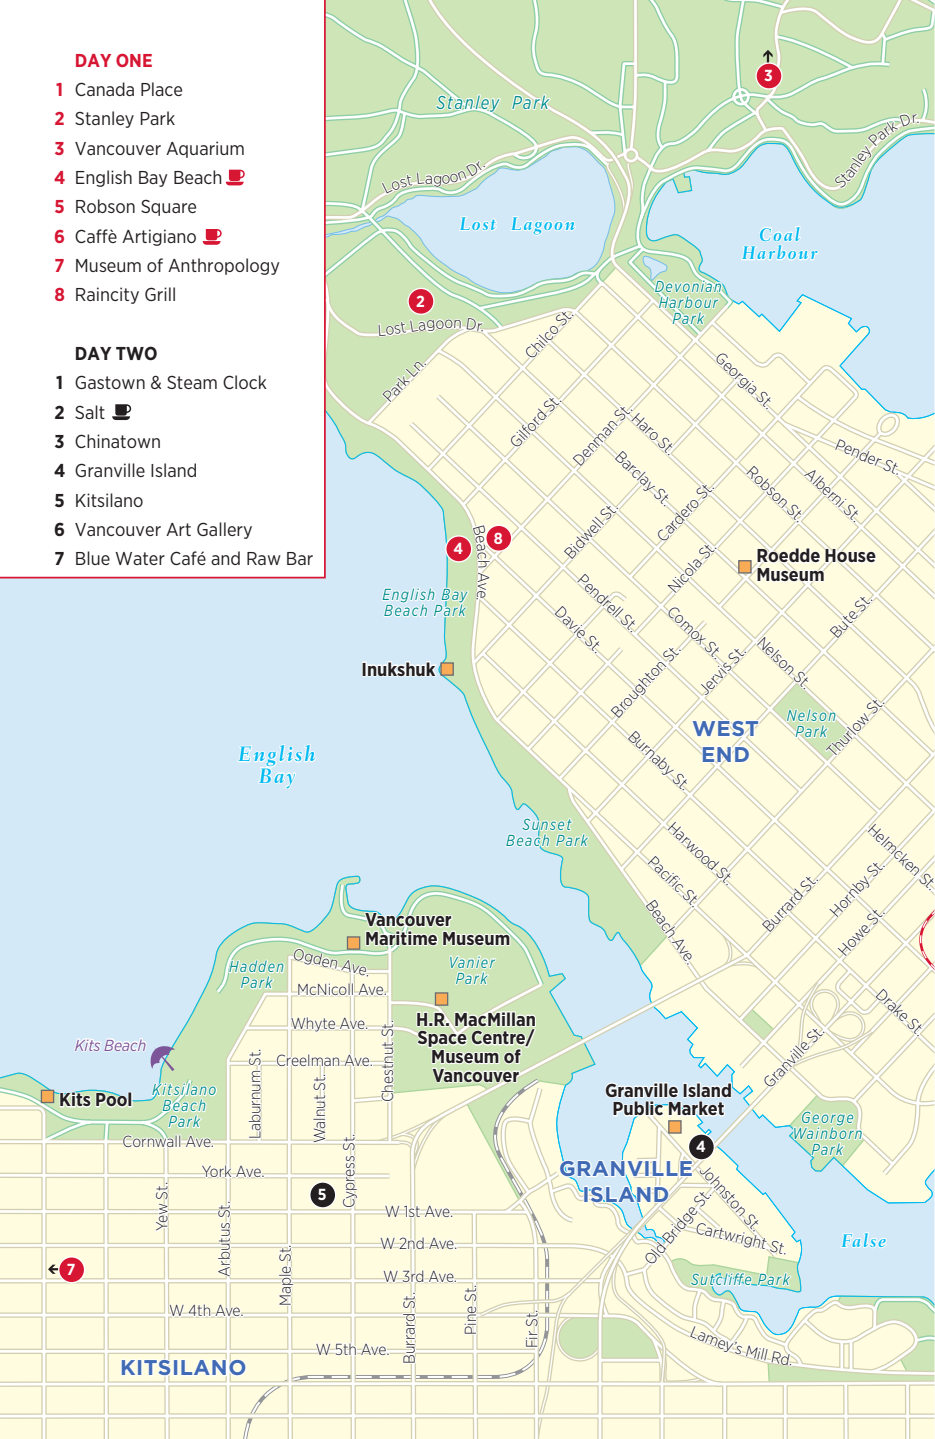 DAY ONE
1 Canada Place
2 Stanley Park
3 Vancouver Aquarium
4 English Bay Beach
5 Robson Square
6 Caffè Artigiano
7 Museum of Anthropology
8 Raincity Grill
DAY TWO
1 Gastown & Steam Clock
2 Salt
3 Chinatown
4 Granville Island
5 Kitsilano
6 Vancouver Art Gallery
7 Blue Water Café and Raw Bar
3
Stanley Park
Stanley Park Dr.
Lost Lagoon Dr.
Lost Lagoon
Coal
Harbour
Devonian
Harbour
Park
2
Lost Lagoon Dr.
Chilco St.
Park Ln.
Georgia St.
Gilford St.
Denman St.
Haro St.
Pender St.
Barclay St.
Robson St.
Alberni St.
Cardero St.
Bidwell St.
4
8
Beach Ave.
Nicola St.
Roedde House
Museum
English Bay
Beach Park
Pendrell St.
Davie St.
Comox St.
Bute St.
Nelson St.
Jervis St.
Broughton St.
Inukshuk
Nelson
Park
Thurlow St.
WEST
END
English
Bay
Burnaby St.
Sunset
Beach Park
Harwood St.
Helmcken St.
Pacific St.
Hornby St.
Burrard St.
Howe St.
Beach Ave.
Vancouver
Maritime Museum
Ogden Ave.
Hadden
Park
Vanier
Park
McNicoll Ave.
Drake St.
H.R. MacMillan
Space Centre/
Museum of
Vancouver
Whyte Ave.
Chestnut St.
Kits Beach
Creelman Ave.
Granville St.
Laburnum St.
Walnut St.
Kits Pool
Kitsilano
Beach
Park
Granville Island
Public Market
George
Wainborn
Park
Cornwall Ave.
Cypress St.
4
York Ave.
GRANVILLE
ISLAND
5
Yew St.
Arbutus St.
W 1st Ave.
Johnston St.
Old Bridge St.
Cartwright St.
False
W 2nd Ave.
7
Maple St.
W 3rd Ave.
Sutcliffe Park
W 4th Ave.
Burrard St.
Pine St.
Fir St.
W 5th Ave.
Lamey's Mill Rd.
KITSILANO